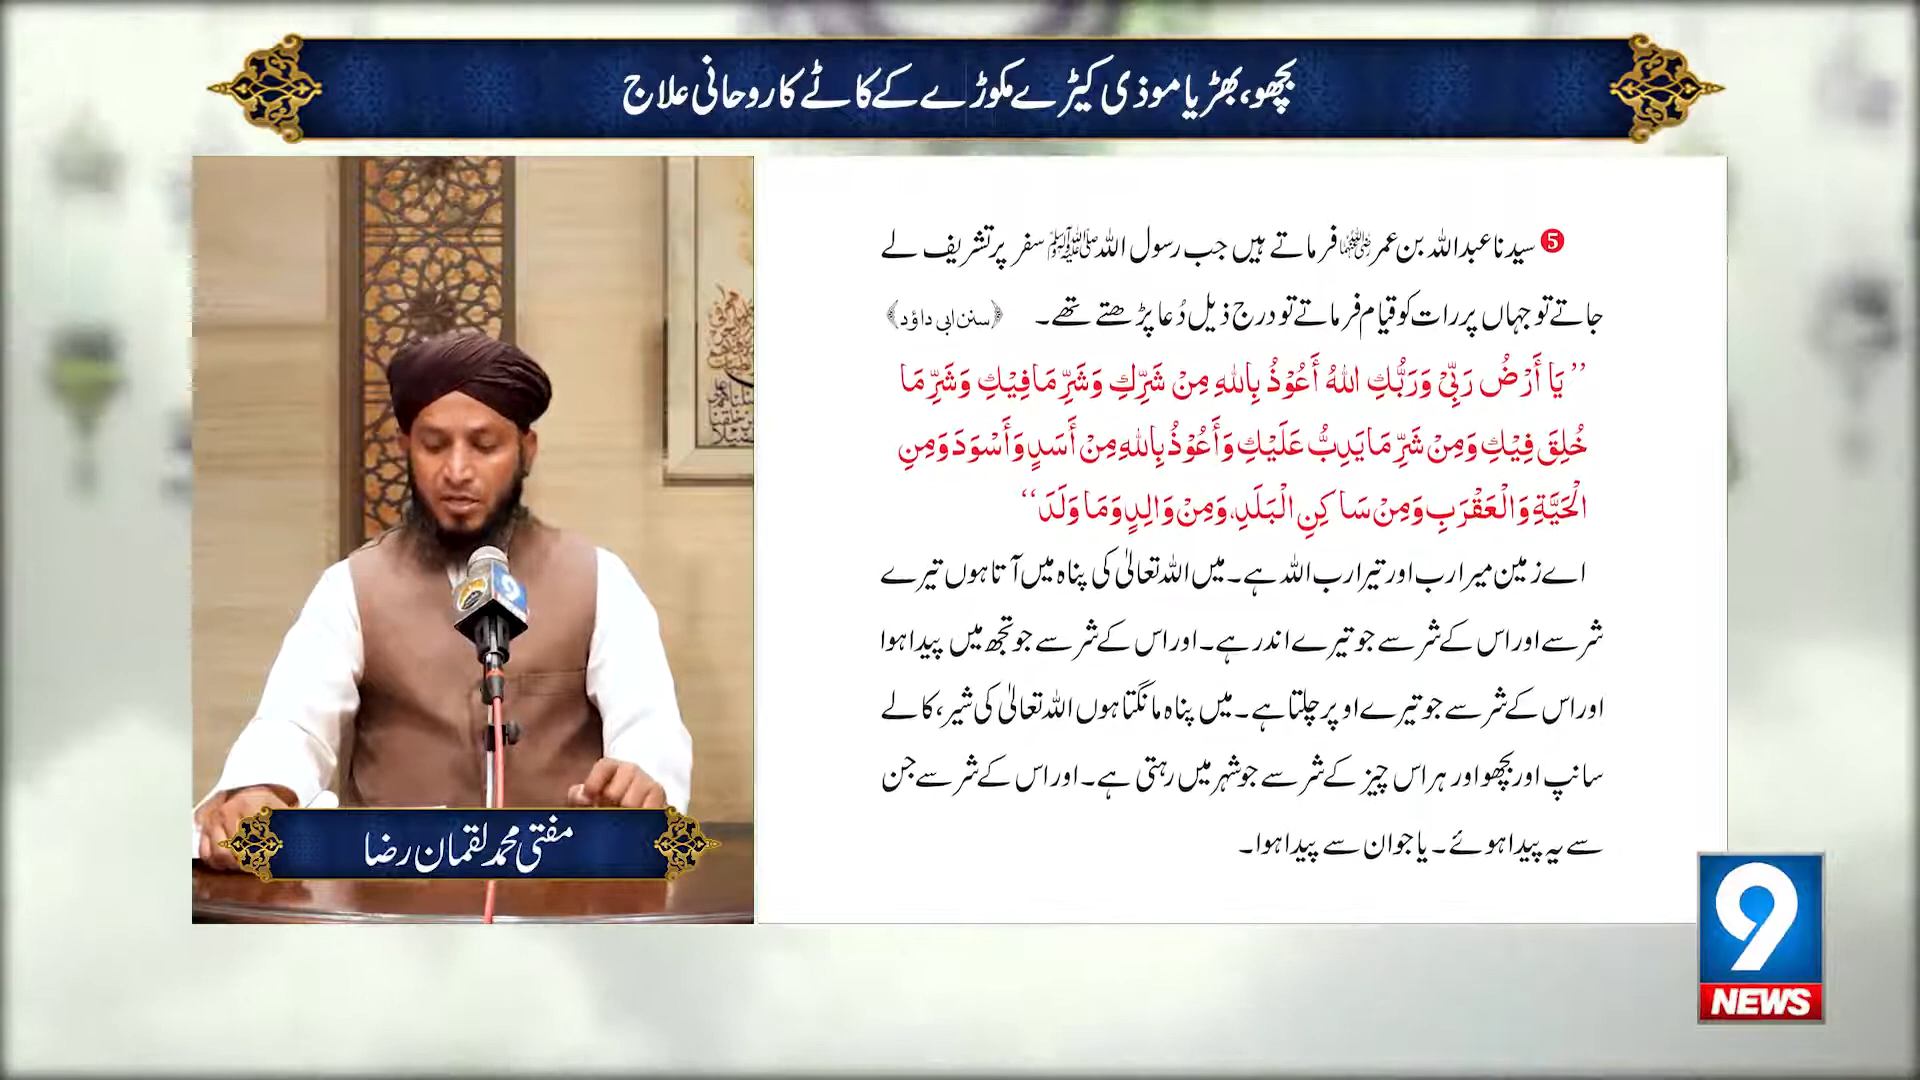 بچھو، بھڑ یا موذی کیڑے مکوڑے کے کاٹے کا روحانی علاج
❺ سیدنا عبداللہ بن عمر رضی اللہ عنہما فرماتے ہیں جب رسول اللہ ﷺ سفر پر تشریف لے
جاتے تو جہاں پر رات کو قیام فرماتے تو درج ذیل دُعا پڑھتے تھے۔ ﴿سنن ابی داؤد﴾
’’ يَا أَرْضُ رَبِّيْ وَرَبُّكِ اللهُ أَعُوْذُ بِاللهِ مِنْ شَرِّكِ وَشَرِّ مَا فِيْكِ وَشَرِّ مَا
خُلِقَ فِيْكِ وَمِنْ شَرِّ مَا يَدِبُّ عَلَيْكِ وَأَعُوْذُ بِاللهِ مِنْ أَسَدٍ وَأَسْوَدَ وَمِنِ
الْحَيَّةِ وَالْعَقْرَبِ وَمِنْ سَاكِنِ الْبَلَدِ، وَمِنْ وَالِدٍ وَمَا وَلَدَ ‘‘
اے زمین میرا رب اور تیرا رب اللہ ہے۔ میں اللہ تعالیٰ کی پناہ میں آتا ہوں تیرے
شر سے اور اس کے شر سے جو تیرے اندر ہے۔ اور اس کے شر سے جو تجھ میں پیدا ہوا
اور اس کے شر سے جو تیرے اوپر چلتا ہے۔ میں پناہ مانگتا ہوں اللہ تعالیٰ کی شیر، کالے
سانپ اور بچھو اور ہر اس چیز کے شر سے جو شہر میں رہتی ہے۔ اور اس کے شر سے جن
سے یہ پیدا ہوئے۔ یا جو ان سے پیدا ہوا۔
مفتی محمد لقمان رضا
9
9
NEWS